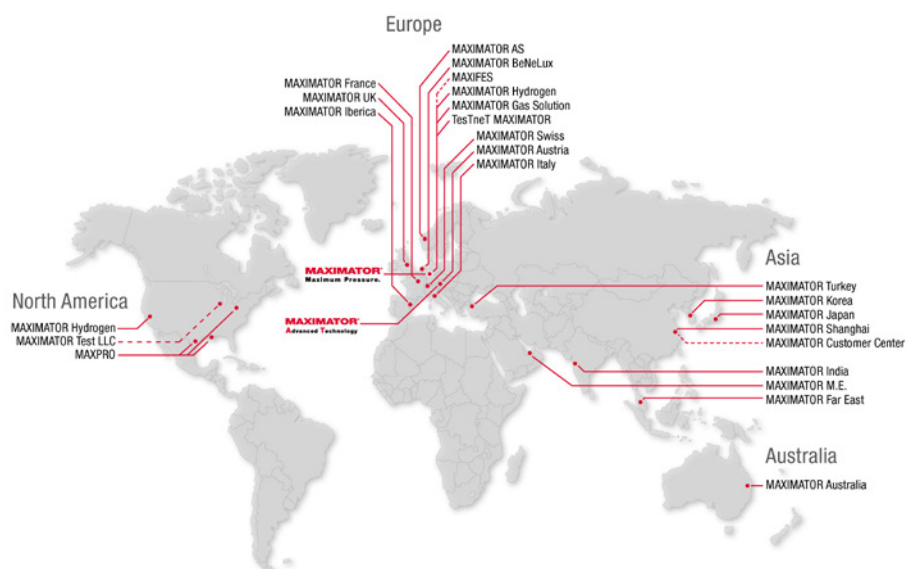 Europe
MAXIMATOR AS
MAXIMATOR BeNeLux
MAXIFES
MAXIMATOR Hydrogen
MAXIMATOR Gas Solution
TesTneT MAXIMATOR
MAXIMATOR France
MAXIMATOR UK
MAXIMATOR Iberica
MAXIMATOR Swiss
MAXIMATOR Austria
MAXIMATOR Italy
MAXIMATOR®
Maximum Pressure.
MAXIMATOR®
Advanced Technology
North America
MAXIMATOR Hydrogen
MAXIMATOR Test LLC
MAXPRO
Asia
MAXIMATOR Turkey
MAXIMATOR Korea
MAXIMATOR Japan
MAXIMATOR Shanghai
MAXIMATOR Customer Center
MAXIMATOR India
MAXIMATOR M.E.
MAXIMATOR Far East
Australia
MAXIMATOR Australia